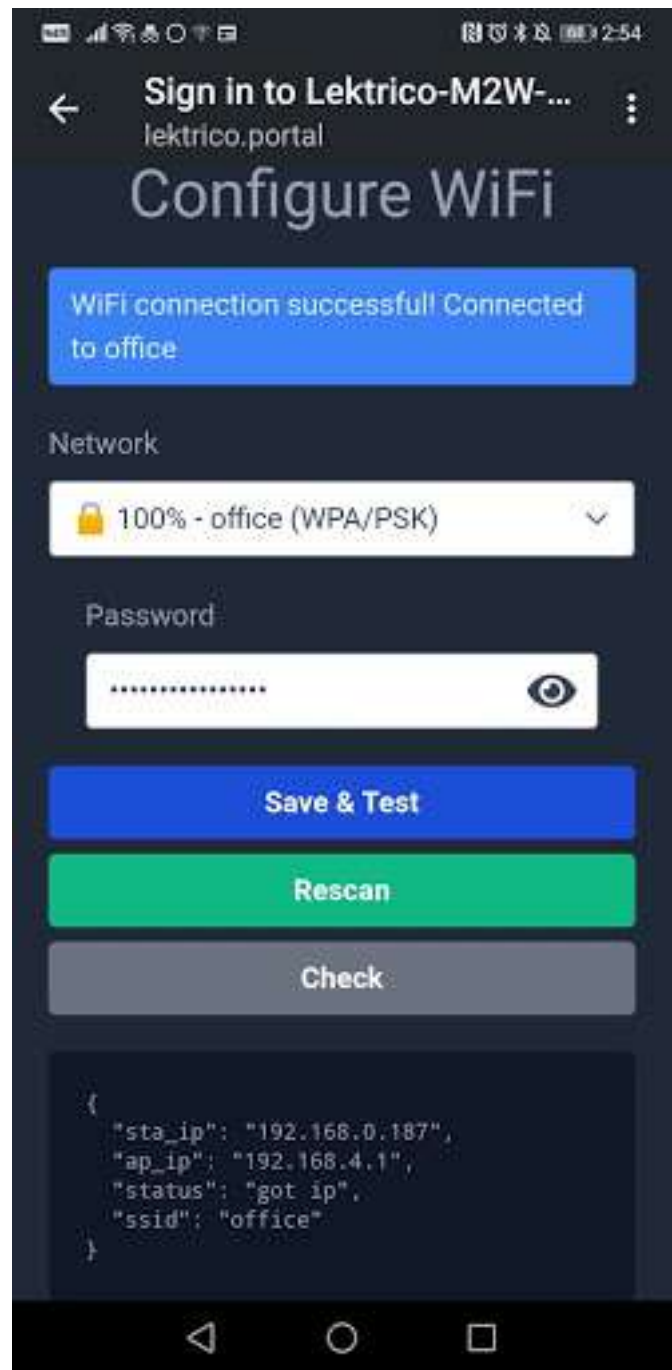 2:54
Sign in to Lektrico-M2W-...
lektrico.portal
Configure WiFi
WiFi connection successful! Connected
to office
Network
100% - office (WPA/PSK)
Password
••••••••••••••••
Save & Test
Rescan
Check
{
"sta_ip": "192.168.0.187",
"ap_ip": "192.168.4.1",
"status": "got ip",
"ssid": "office"
}